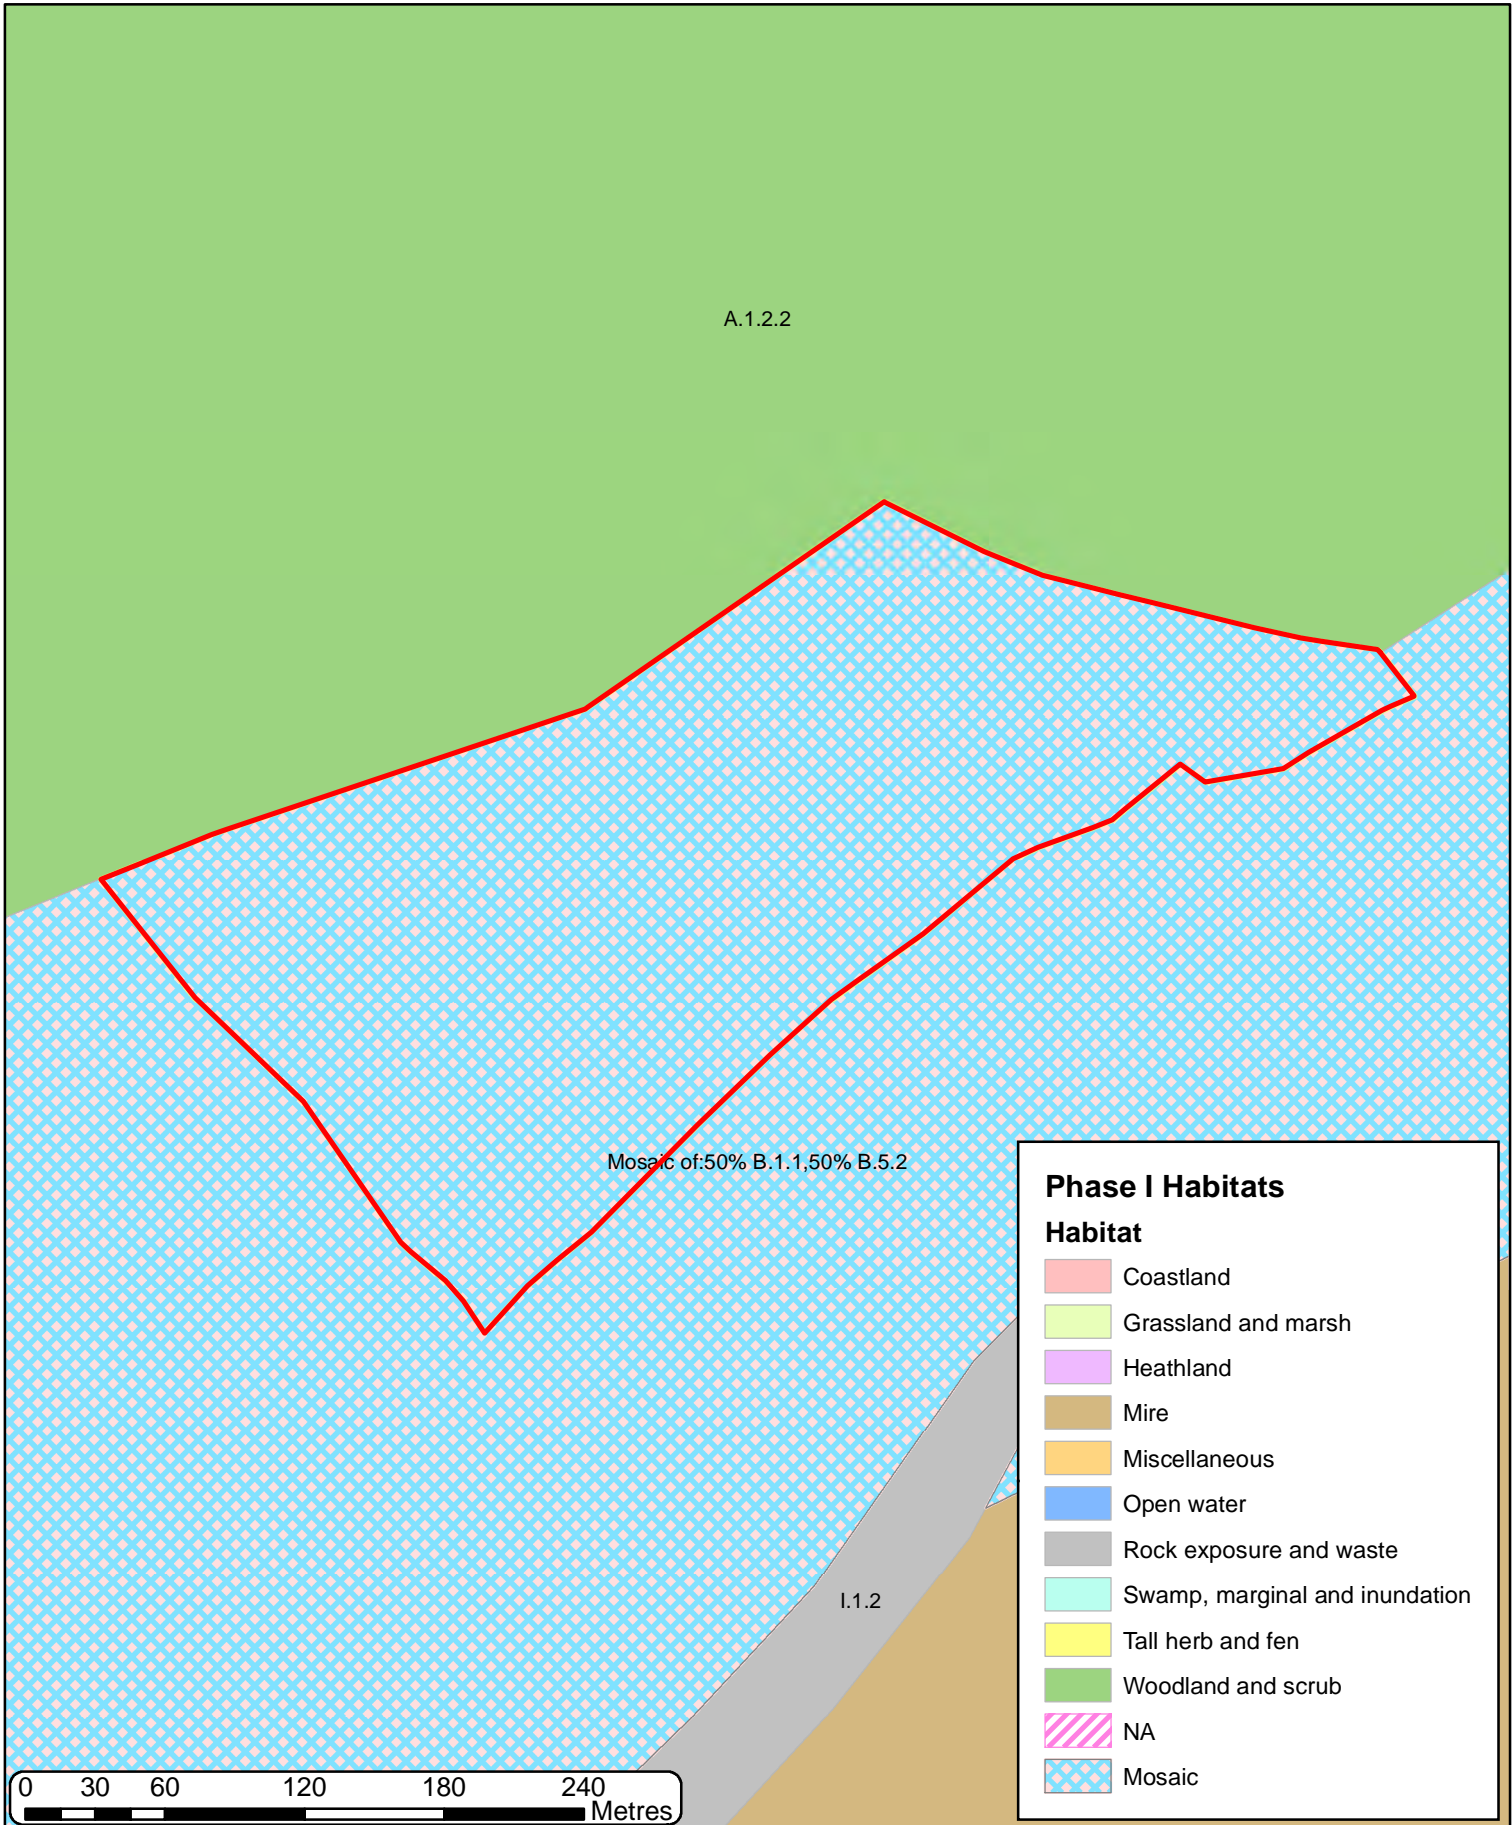 A.1.2.2
Mosaic of:50% B.1.1,50% B.5.2
I.1.2
Phase I Habitats
Habitat
Coastland
Grassland and marsh
Heathland
Mire
Miscellaneous
Open water
Rock exposure and waste
Swamp, marginal and inundation
Tall herb and fen
Woodland and scrub
NA
Mosaic
0 30 60 120 180 240
Metres